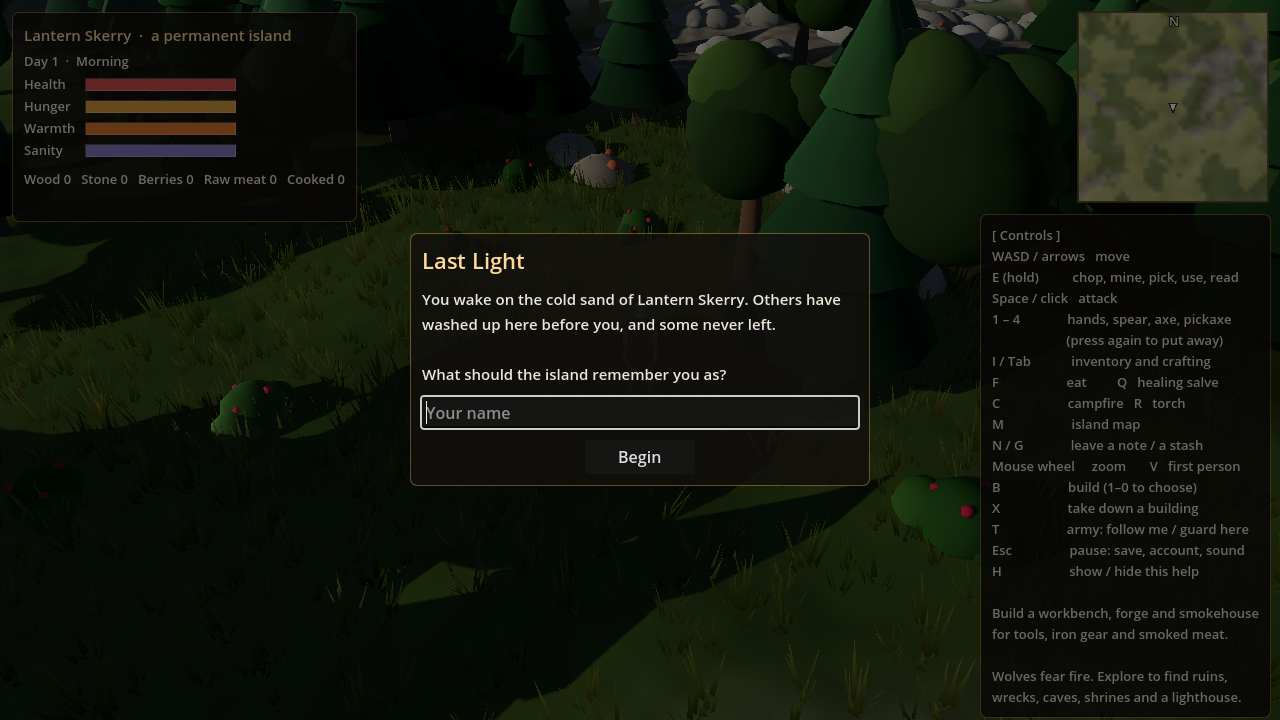 Lantern Skerry · a permanent island
Day 1 · Morning
Health
Hunger
Warmth
Sanity
Wood 0 Stone 0 Berries 0 Raw meat 0 Cooked 0
N
Last Light
You wake on the cold sand of Lantern Skerry. Others have
washed up here before you, and some never left.
What should the island remember you as?
Your name
Begin
[ Controls ]
WASD / arrows move
E (hold) chop, mine, pick, use, read
Space / click attack
1 – 4 hands, spear, axe, pickaxe
(press again to put away)
I / Tab inventory and crafting
F eat Q healing salve
C campfire R torch
M island map
N / G leave a note / a stash
Mouse wheel zoom V first person
B build (1–0 to choose)
X take down a building
T army: follow me / guard here
Esc pause: save, account, sound
H show / hide this help
Build a workbench, forge and smokehouse
for tools, iron gear and smoked meat.
Wolves fear fire. Explore to find ruins,
wrecks, caves, shrines and a lighthouse.